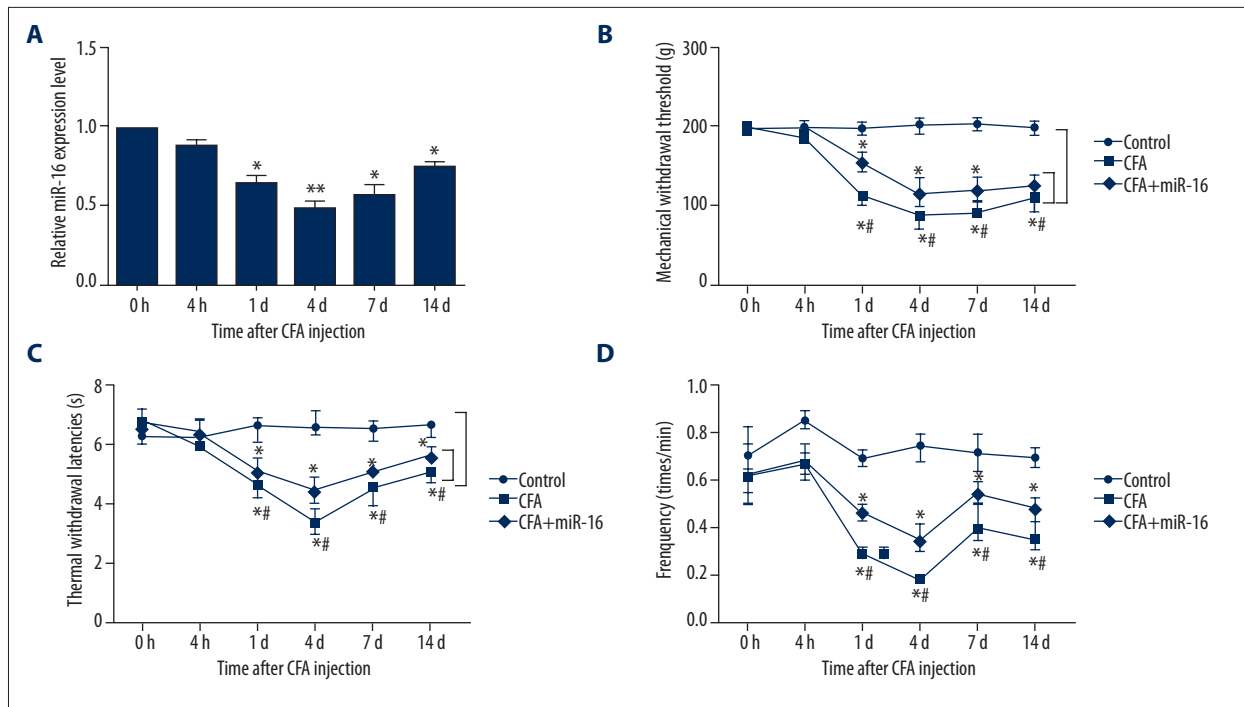 A
1.5
1.0
0.5
0.0
Relative miR-16 expression level
*
**
*
*
0 h 4 h 1 d 4 d 7 d 14 d
Time after CFA injection
B
300
200
100
0
Mechanical withdrawal threshold (g)
*
*
*
*#
*#
*#
*#
0 h 4 h 1 d 4 d 7 d 14 d
Time after CFA injection
Control
CFA
CFA+miR-16
C
8
6
4
2
0
Thermal withdrawal latencies (s)
*
*
*
*
*#
*#
*#
*#
0 h 4 h 1 d 4 d 7 d 14 d
Time after CFA injection
Control
CFA
CFA+miR-16
D
1.0
0.8
0.6
0.4
0.2
0.0
Frenquency (times/min)
*
*
*
*
*
*#
*#
*#
*#
0 h 4 h 1 d 4 d 7 d 14 d
Time after CFA injection
Control
CFA
CFA+miR-16